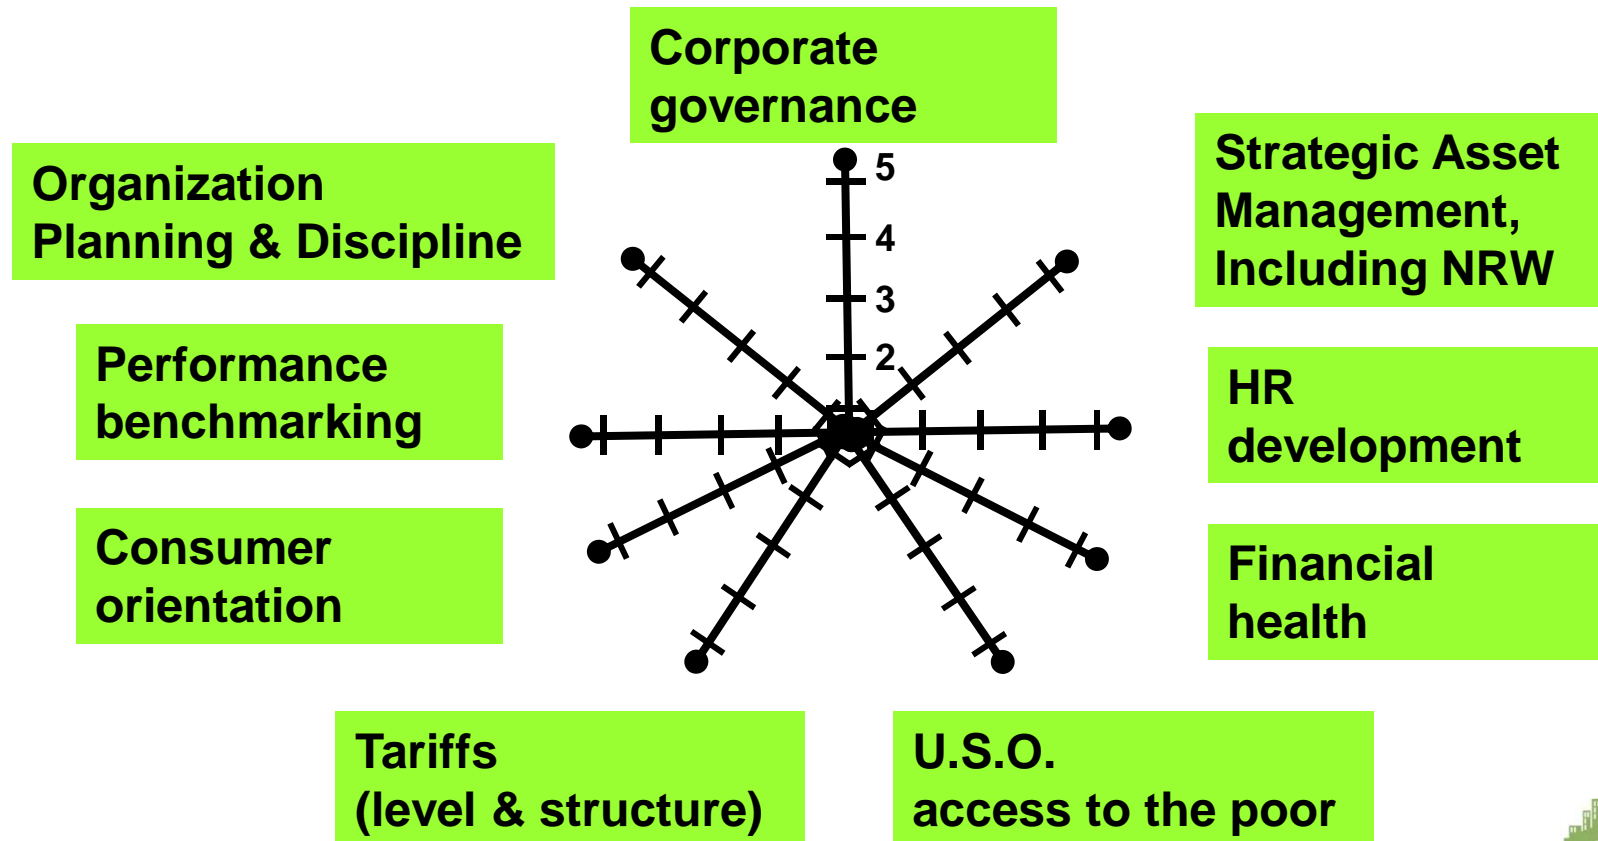 Corporate
governance
Organization
Planning & Discipline
Strategic Asset
Management,
Including NRW
5
4
3
2
Performance
benchmarking
HR
development
Consumer
orientation
Financial
health
Tariffs
(level & structure)
U.S.O.
access to the poor